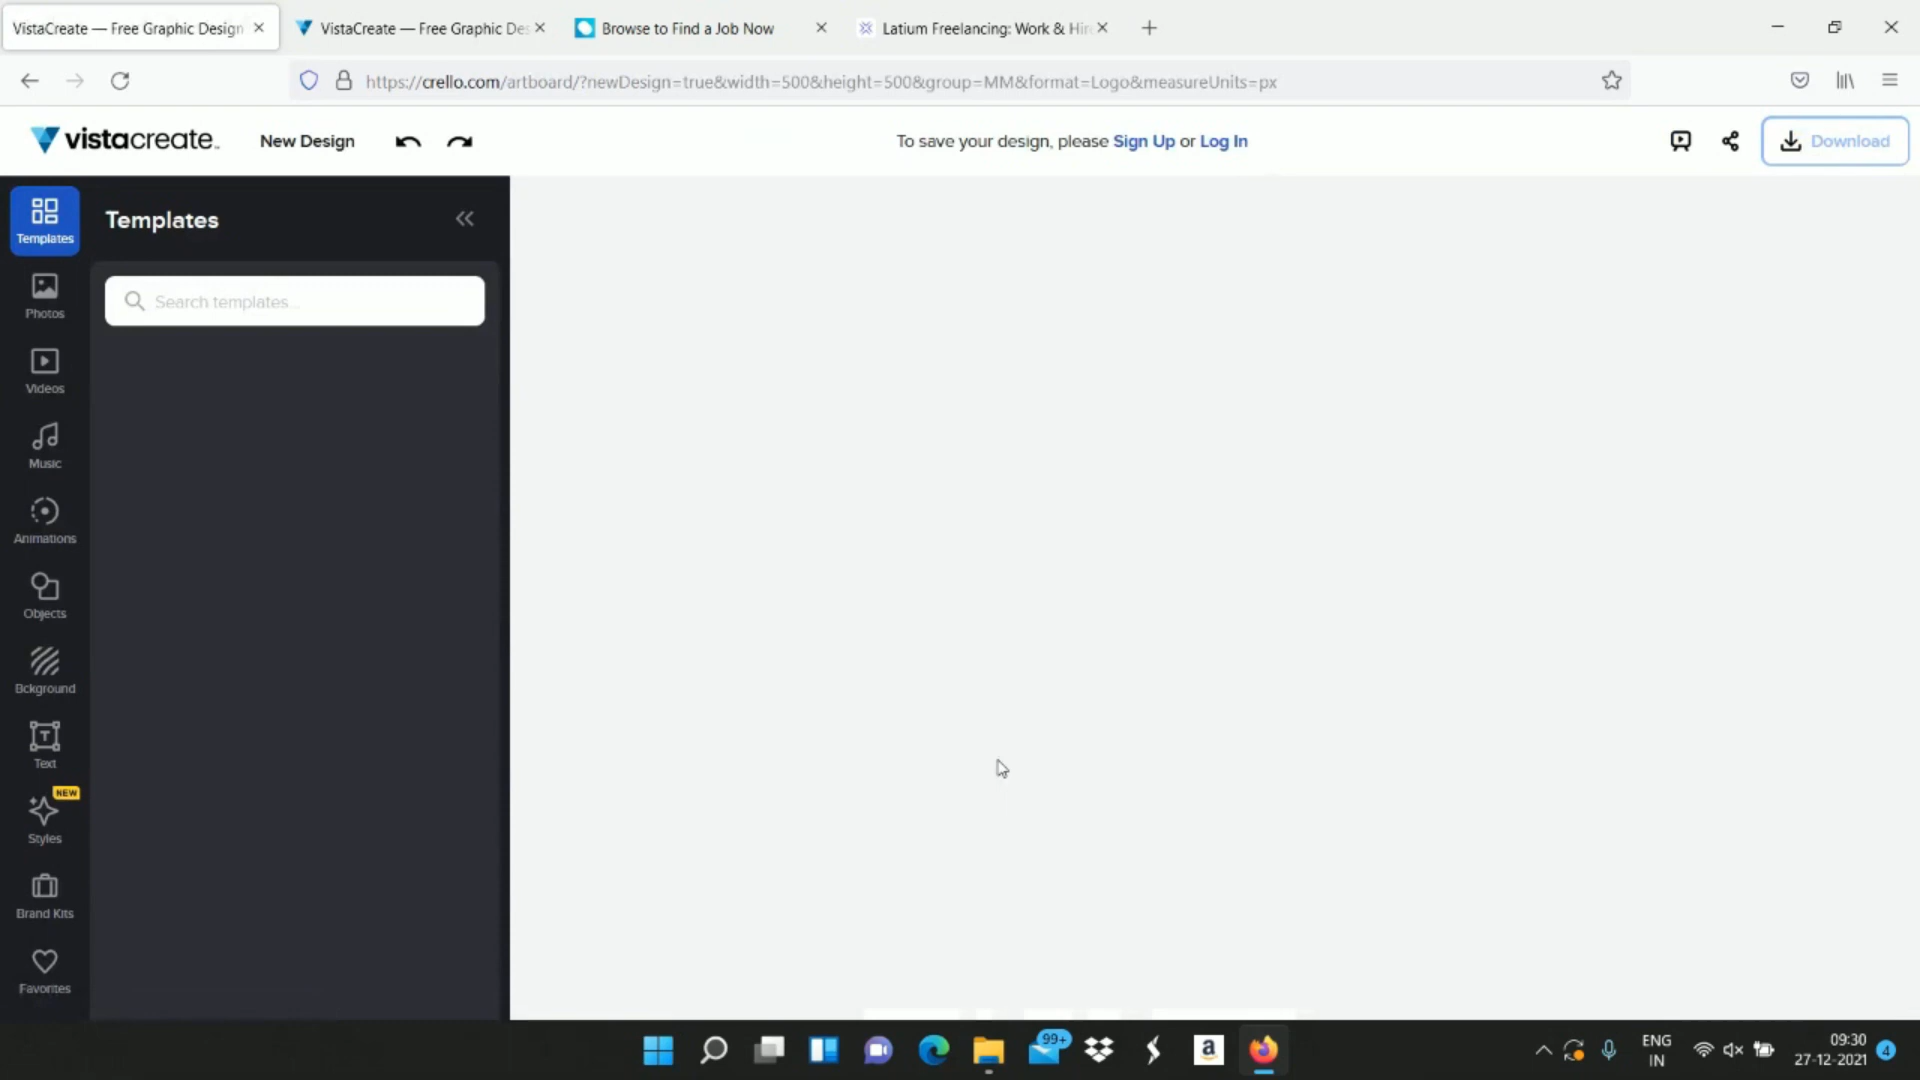 VistaCreate — Free Graphic Design
VistaCreate — Free Graphic Des
Browse to Find a Job Now
Latium Freelancing: Work & Hire
https://crello.com/artboard/?newDesign=true&width=500&height=500&group=MM&format=Logo&measureUnits=px
vistacreate
New Design
To save your design, please Sign Up or Log In
Download
Templates
Templates
Search templates...
Photos
Videos
Music
Animations
Objects
Bckground
Text
NEW
Styles
Brand Kits
Favorites
99+
a
ENG
IN
09:30
27-12-2021
4